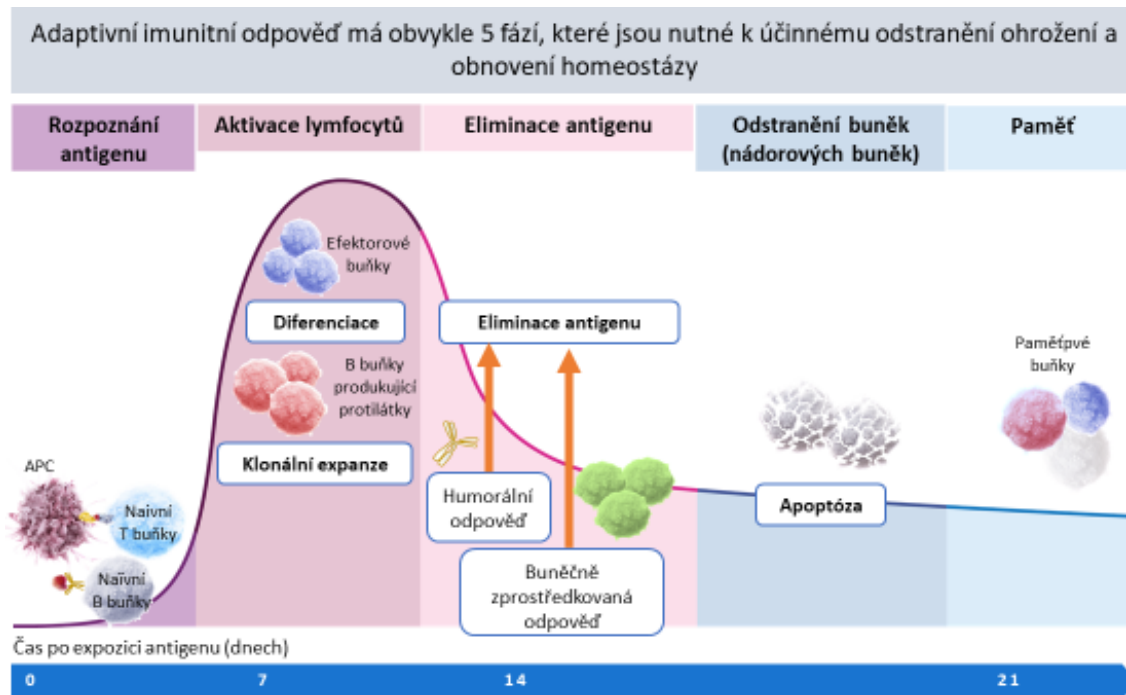 Adaptivní imunitní odpověď má obvykle 5 fází, které jsou nutné k účinnému odstranění ohrožení a
obnovení homeostázy
Rozpoznání
antigenu
Aktivace lymfocytů
Eliminace antigenu
Odstranění buněk
(nádorových buněk)
Paměť
Efektorové
buňky
Diferenciace
B buňky
produkující
protilátky
Klonální expanze
Eliminace antigenu
Paměťpvé
buňky
APC
Naivní
T buňky
Naïvní
B buňky
Humorální
odpověď
Buněčně
zprostředkovaná
odpověď
Apoptóza
Čas po expozici antigenu (dnech)
0 7 14 21